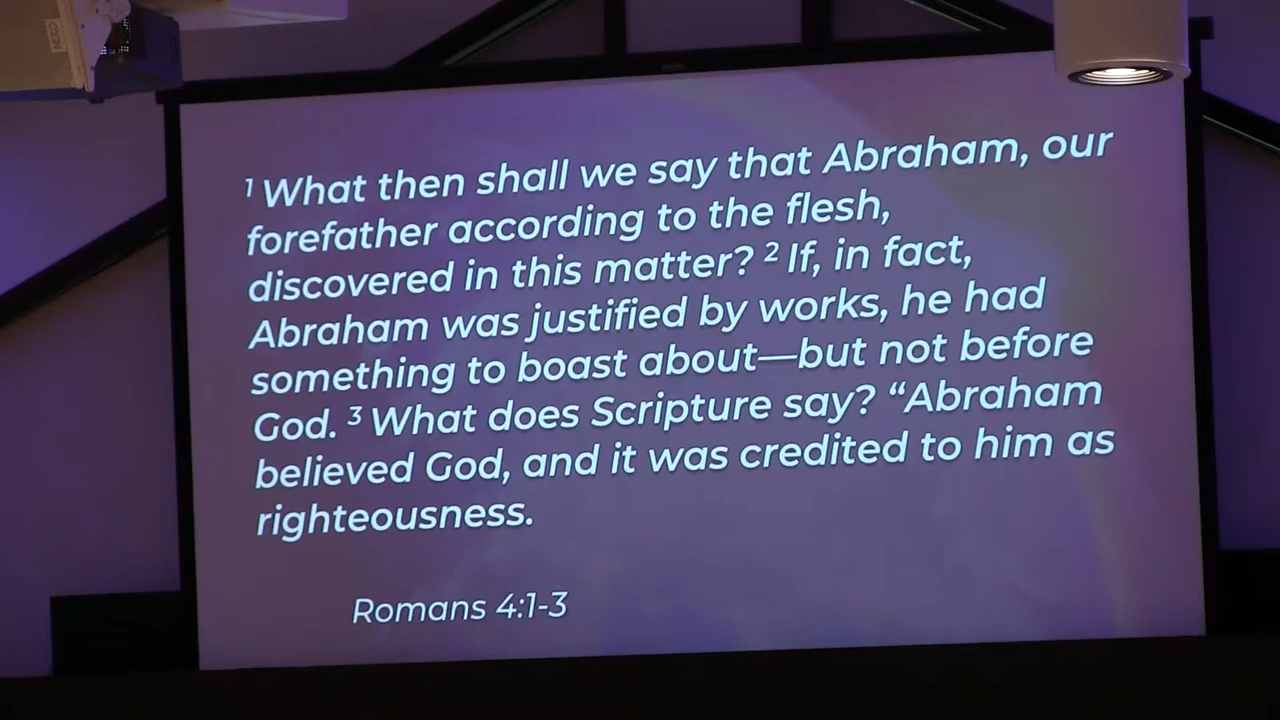 ¹ What then shall we say that Abraham, our
forefather according to the flesh,
discovered in this matter? ² If, in fact,
Abraham was justified by works, he had
something to boast about—but not before
God. ³ What does Scripture say? “Abraham
believed God, and it was credited to him as
righteousness.
Romans 4:1-3